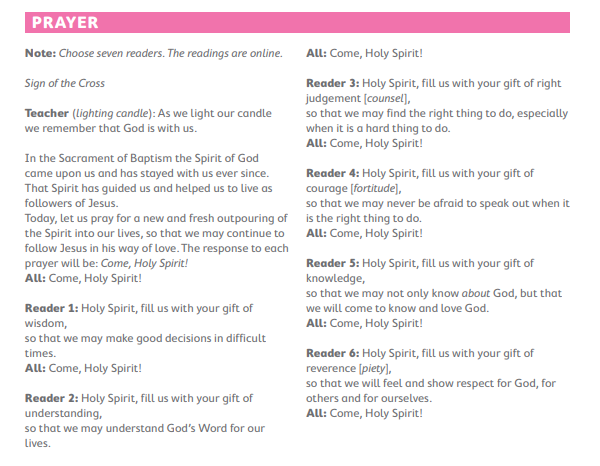 PRAYER
Note: Choose seven readers. The readings are online.
Sign of the Cross
Teacher (lighting candle): As we light our candle
we remember that God is with us.
In the Sacrament of Baptism the Spirit of God
came upon us and has stayed with us ever since.
That Spirit has guided us and helped us to live as
followers of Jesus.
Today, let us pray for a new and fresh outpouring of
the Spirit into our lives, so that we may continue to
follow Jesus in his way of love. The response to each
prayer will be: Come, Holy Spirit!
All: Come, Holy Spirit!
Reader 1: Holy Spirit, fill us with your gift of
wisdom,
so that we may make good decisions in difficult
times.
All: Come, Holy Spirit!
Reader 2: Holy Spirit, fill us with your gift of
understanding,
so that we may understand God's Word for our
lives.
All: Come, Holy Spirit!
Reader 3: Holy Spirit, fill us with your gift of right
judgement [counsel],
so that we may find the right thing to do, especially
when it is a hard thing to do.
All: Come, Holy Spirit!
Reader 4: Holy Spirit, fill us with your gift of
courage [fortitude],
so that we may never be afraid to speak out when it
is the right thing to do.
All: Come, Holy Spirit!
Reader 5: Holy Spirit, fill us with your gift of
knowledge,
so that we may not only know about God, but that
we will come to know and love God.
All: Come, Holy Spirit!
Reader 6: Holy Spirit, fill us with your gift of
reverence [piety],
so that we will feel and show respect for God, for
others and for ourselves.
All: Come, Holy Spirit!